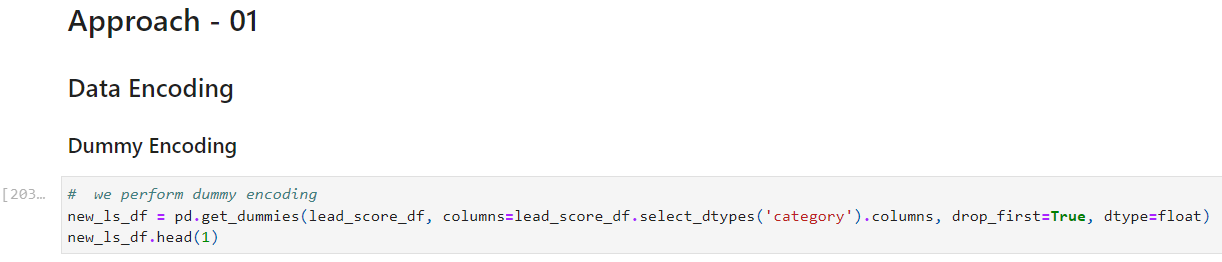 Approach - 01
Data Encoding
Dummy Encoding
[203…
#  we perform dummy encoding
new_ls_df = pd.get_dummies(lead_score_df, columns=lead_score_df.select_dtypes('category').columns, drop_first=True, dtype=float)
new_ls_df.head(1)